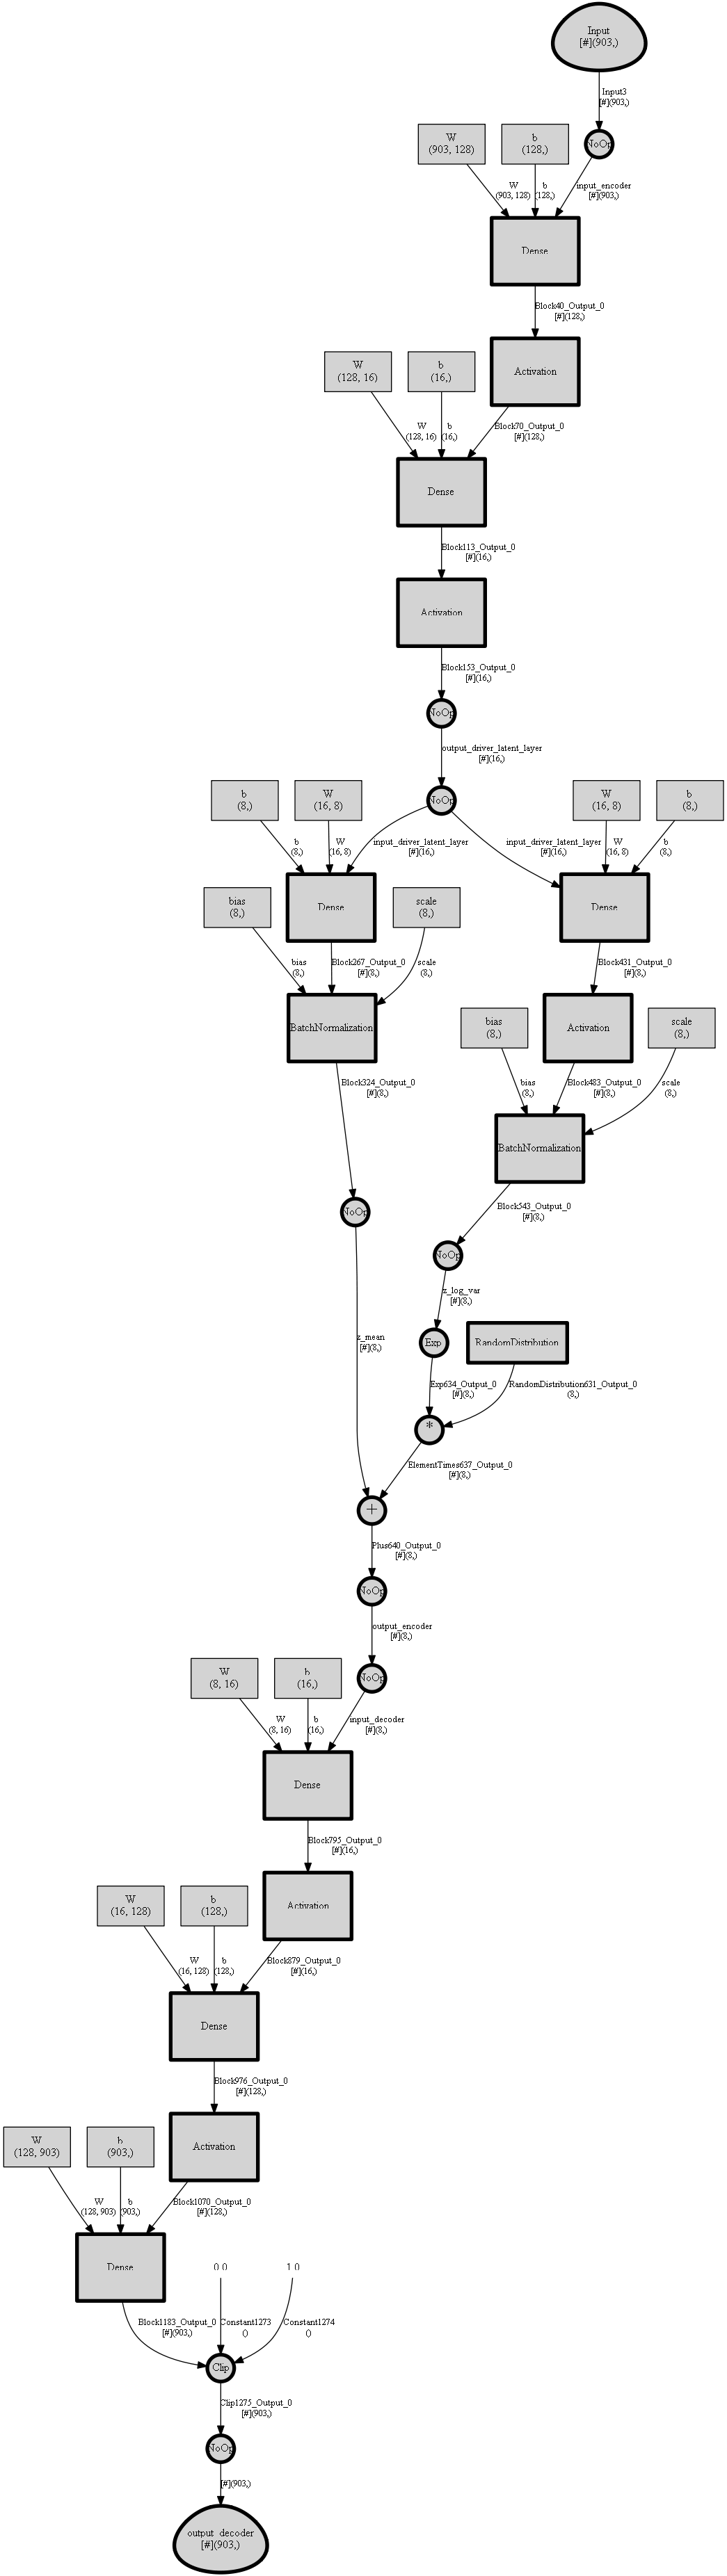 Input
[#](903,)
Input3
[#](903,)
NoOp
W
(903, 128)
b
(128,)
W
(903, 128)
b
(128,)
input_encoder
[#](903,)
Dense
Block40_Output_0
[#](128,)
W
(128, 16)
b
(16,)
Activation
W
(128, 16)
b
(16,)
Block70_Output_0
[#](128,)
Dense
Block113_Output_0
[#](16,)
Activation
Block153_Output_0
[#](16,)
NoOp
output_driver_latent_layer
[#](16,)
b
(8,)
W
(16, 8)
NoOp
W
(16, 8)
b
(8,)
b
(8,)
W
(16, 8)
input_driver_latent_layer
[#](16,)
input_driver_latent_layer
[#](16,)
W
(16, 8)
b
(8,)
Dense
Dense
bias
(8,)
scale
(8,)
bias
(8,)
Block267_Output_0
[#](8,)
scale
(8,)
Block431_Output_0
[#](8,)
BatchNormalization
bias
(8,)
Activation
scale
(8,)
Block324_Output_0
[#](8,)
bias
(8,)
Block483_Output_0
[#](8,)
scale
(8,)
BatchNormalization
NoOp
Block543_Output_0
[#](8,)
NoOp
z_log_var
[#](8,)
z_mean
[#](8,)
Exp
RandomDistribution
Exp634_Output_0
[#](8,)
RandomDistribution631_Output_0
(8,)
*
ElementTimes637_Output_0
[#](8,)
+
Plus640_Output_0
[#](8,)
NoOp
output_encoder
[#](8,)
W
(8, 16)
b
(16,)
NoOp
W
(8, 16)
b
(16,)
input_decoder
[#](8,)
Dense
Block795_Output_0
[#](16,)
W
(16, 128)
b
(128,)
Activation
W
(16, 128)
b
(128,)
Block879_Output_0
[#](16,)
Dense
Block976_Output_0
[#](128,)
W
(128, 903)
b
(903,)
Activation
W
(128, 903)
b
(903,)
Block1070_Output_0
[#](128,)
Dense
0.0
1.0
Block1183_Output_0
[#](903,)
Constant1273
()
Constant1274
()
Clip
Clip1275_Output_0
[#](903,)
NoOp
[#](903,)
output_decoder
[#](903,)